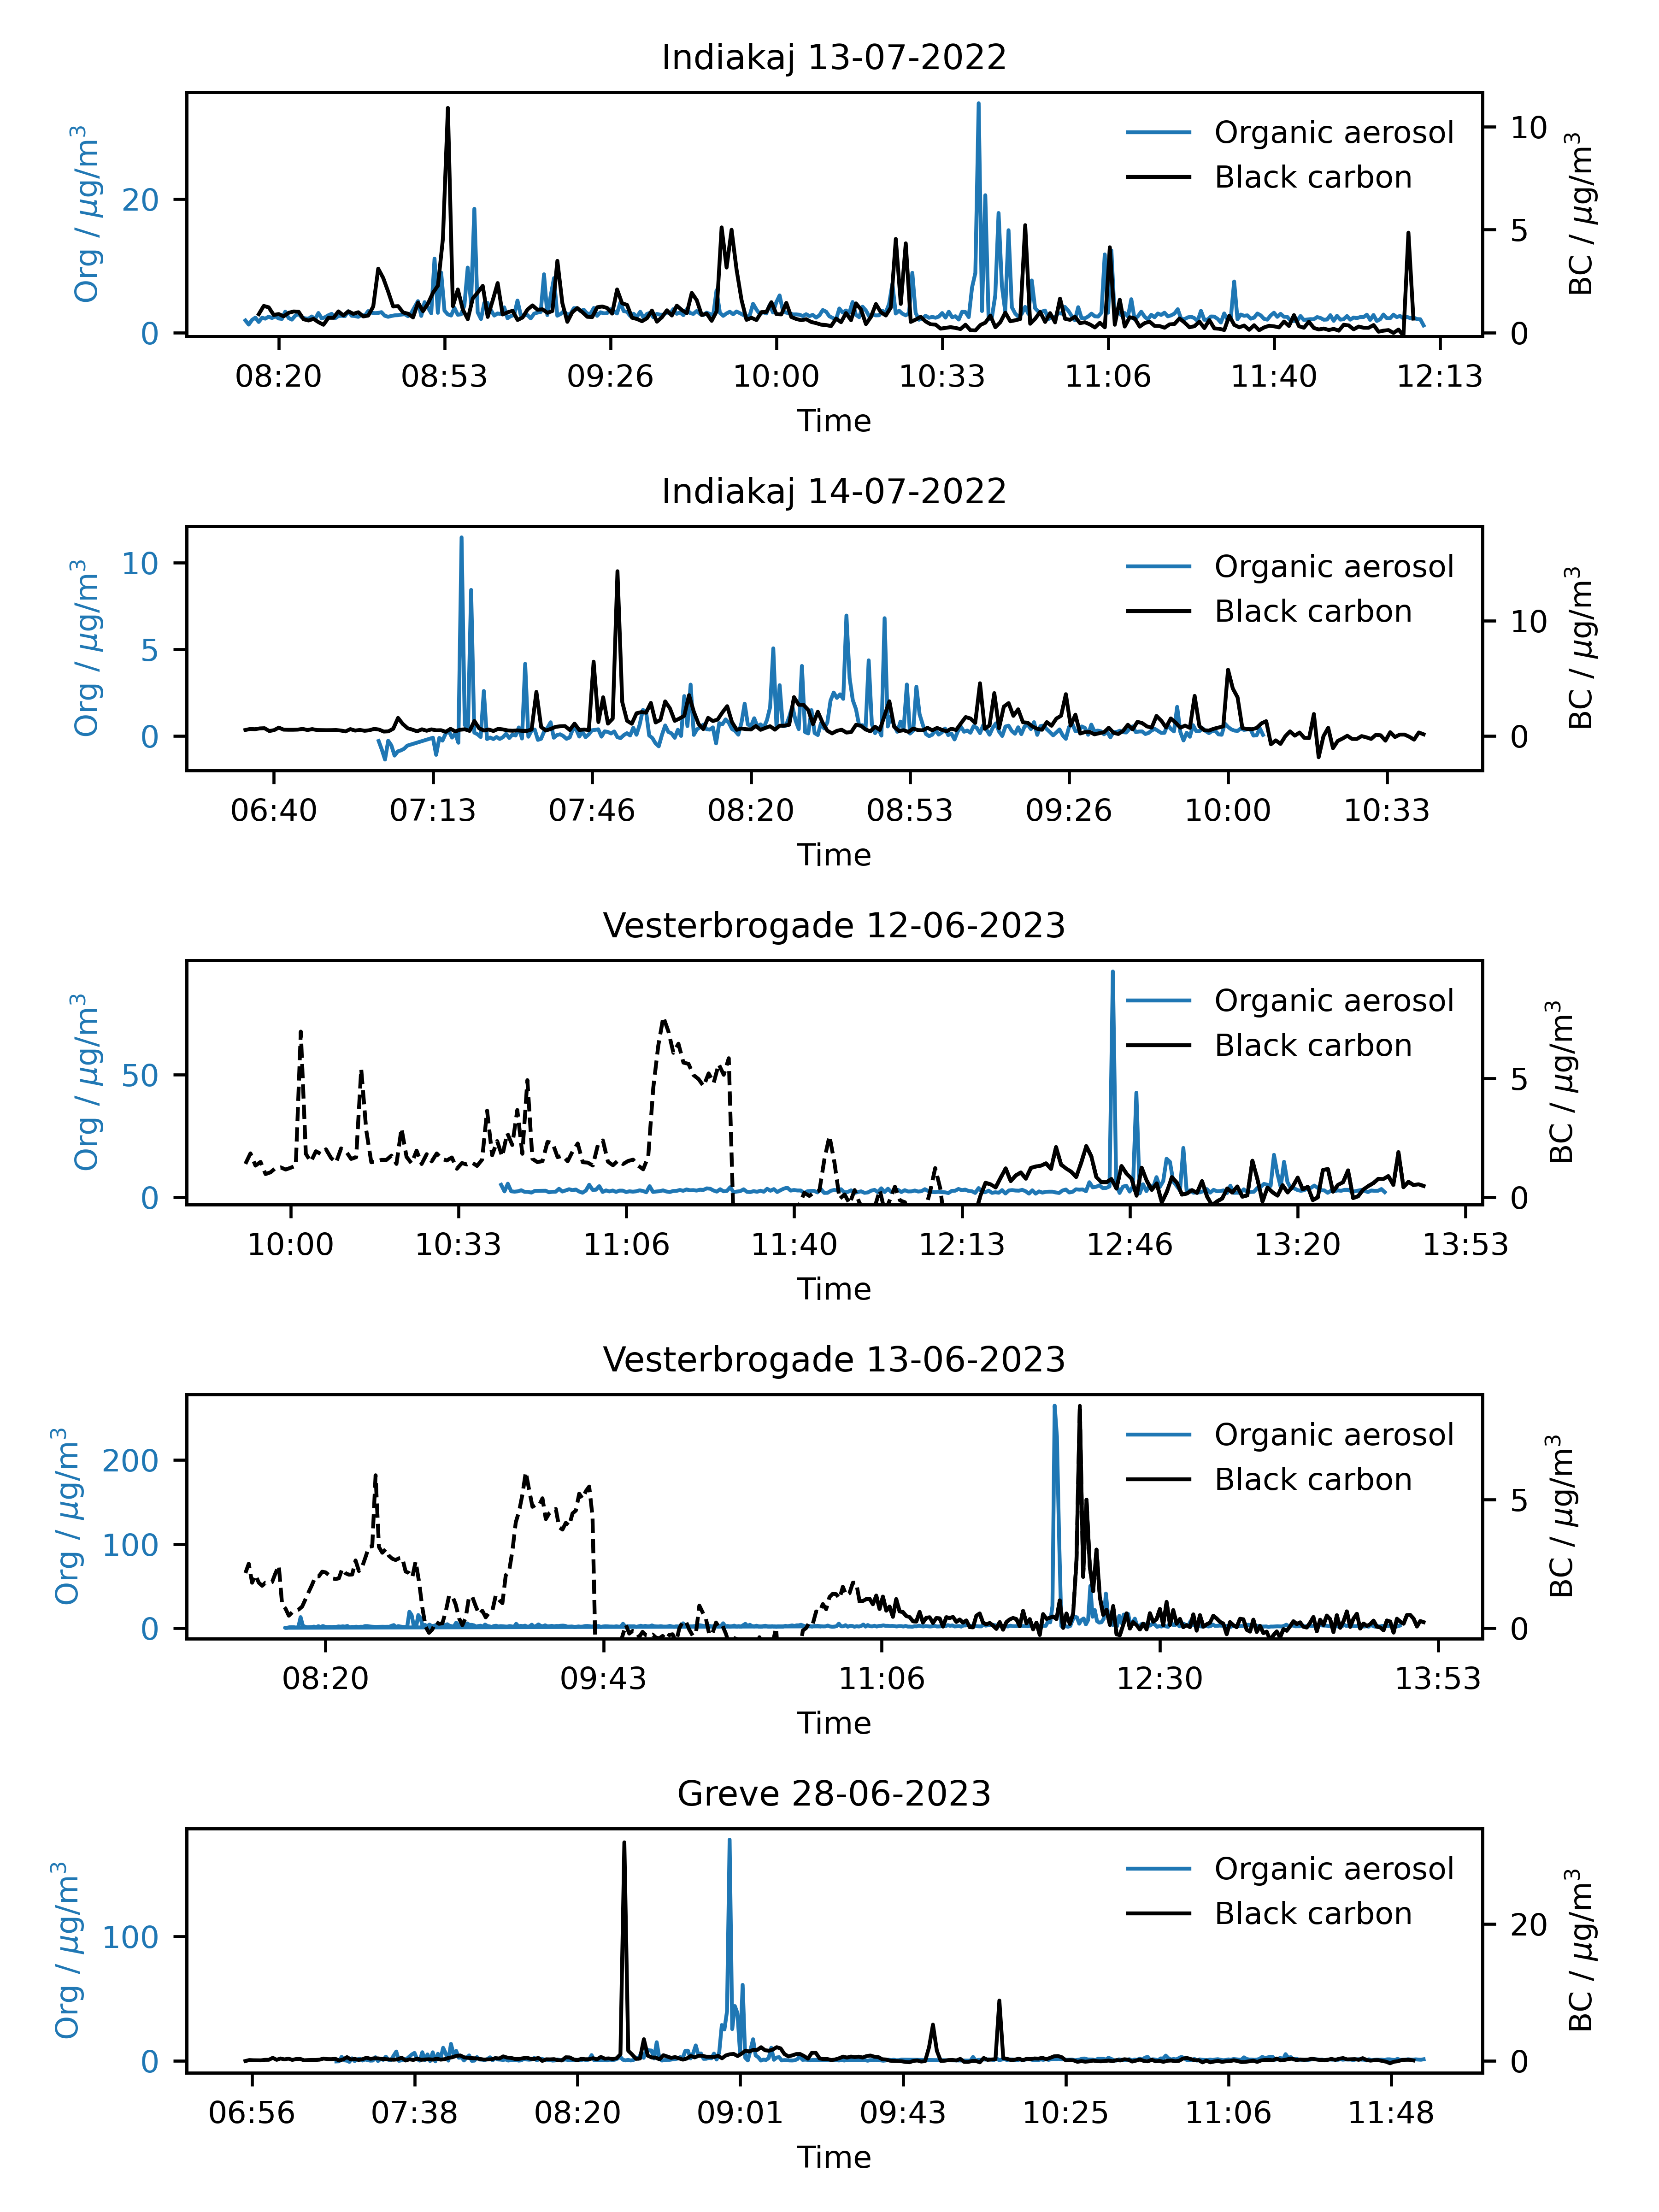 Indiakaj 13-07-2022
Org / μg/m³
20
0
Organic aerosol
Black carbon
10
5
0
BC / μg/m³
08:20 08:53 09:26 10:00 10:33 11:06 11:40 12:13
Time
Indiakaj 14-07-2022
Org / μg/m³
10
5
0
Organic aerosol
Black carbon
10
0
BC / μg/m³
06:40 07:13 07:46 08:20 08:53 09:26 10:00 10:33
Time
Vesterbrogade 12-06-2023
Org / μg/m³
50
0
Organic aerosol
Black carbon
5
0
BC / μg/m³
10:00 10:33 11:06 11:40 12:13 12:46 13:20 13:53
Time
Vesterbrogade 13-06-2023
Org / μg/m³
200
100
0
Organic aerosol
Black carbon
5
0
BC / μg/m³
08:20 09:43 11:06 12:30 13:53
Time
Greve 28-06-2023
Org / μg/m³
100
0
Organic aerosol
Black carbon
20
0
BC / μg/m³
06:56 07:38 08:20 09:01 09:43 10:25 11:06 11:48
Time